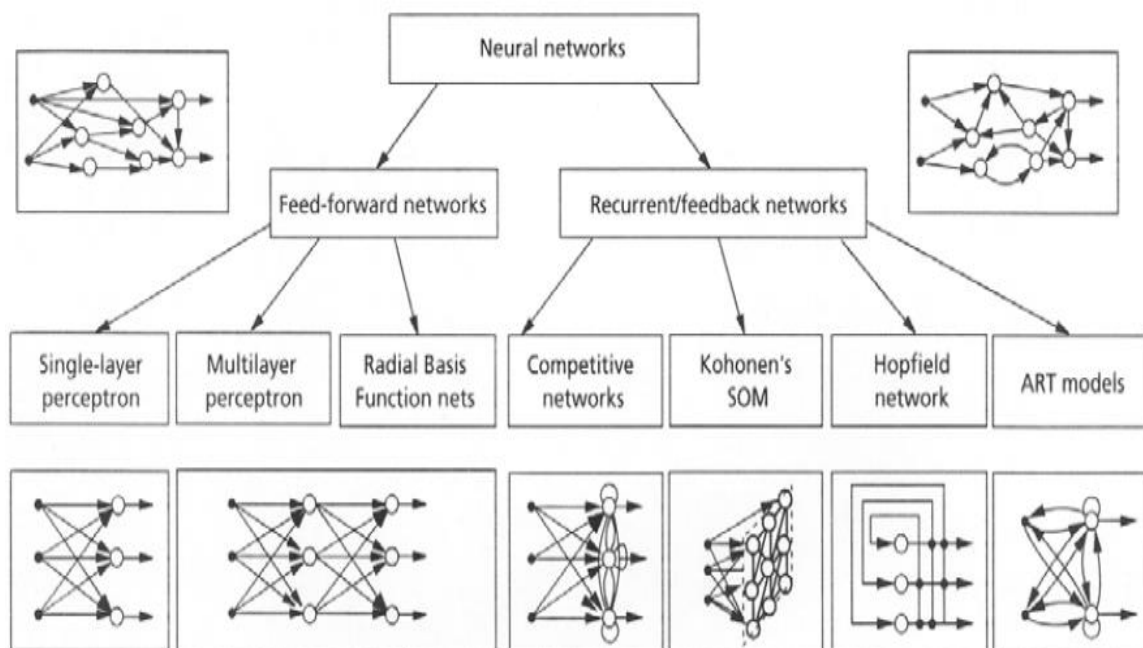 Neural networks
Feed-forward networks
Recurrent/feedback networks
Single-layer
perceptron
Multilayer
perceptron
Radial Basis
Function nets
Competitive
networks
Kohonen's
SOM
Hopfield
network
ART models